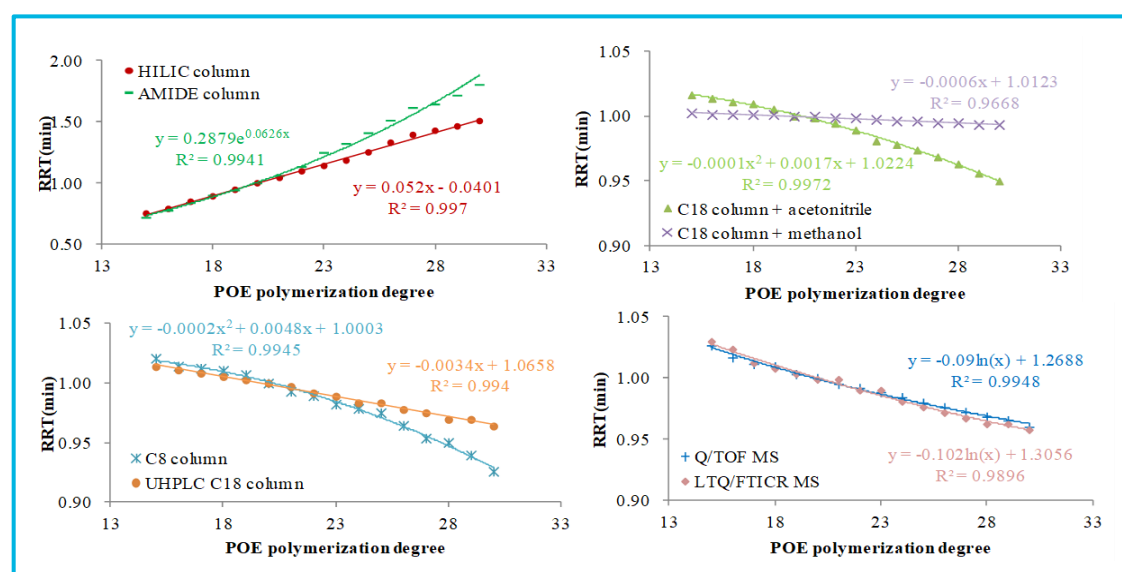 2.00
1.50
1.00
0.50
RRT(min)
HILIC column
AMIDE column
y = 0.2879e^0.0626x
R² = 0.9941
y = 0.052x - 0.0401
R² = 0.997
13 18 23 28 33
POE polymerization degree
1.05
1.00
0.95
0.90
RRT(min)
y = -0.0006x + 1.0123
R² = 0.9668
y = -0.0001x² + 0.0017x + 1.0224
R² = 0.9972
C18 column + acetonitrile
C18 column + methanol
13 18 23 28 33
POE polymerization degree
1.05
1.00
0.95
0.90
RRT(min)
y = -0.0002x² + 0.0048x + 1.0003
R² = 0.9945
y = -0.0034x + 1.0658
R² = 0.994
C8 column
UHPLC C18 column
13 18 23 28 33
POE polymerization degree
1.05
1.00
0.95
0.90
RRT(min)
y = -0.09ln(x) + 1.2688
R² = 0.9948
y = -0.102ln(x) + 1.3056
R² = 0.9896
Q/TOF MS
LTQ/FTICR MS
13 18 23 28 33
POE polymerization degree